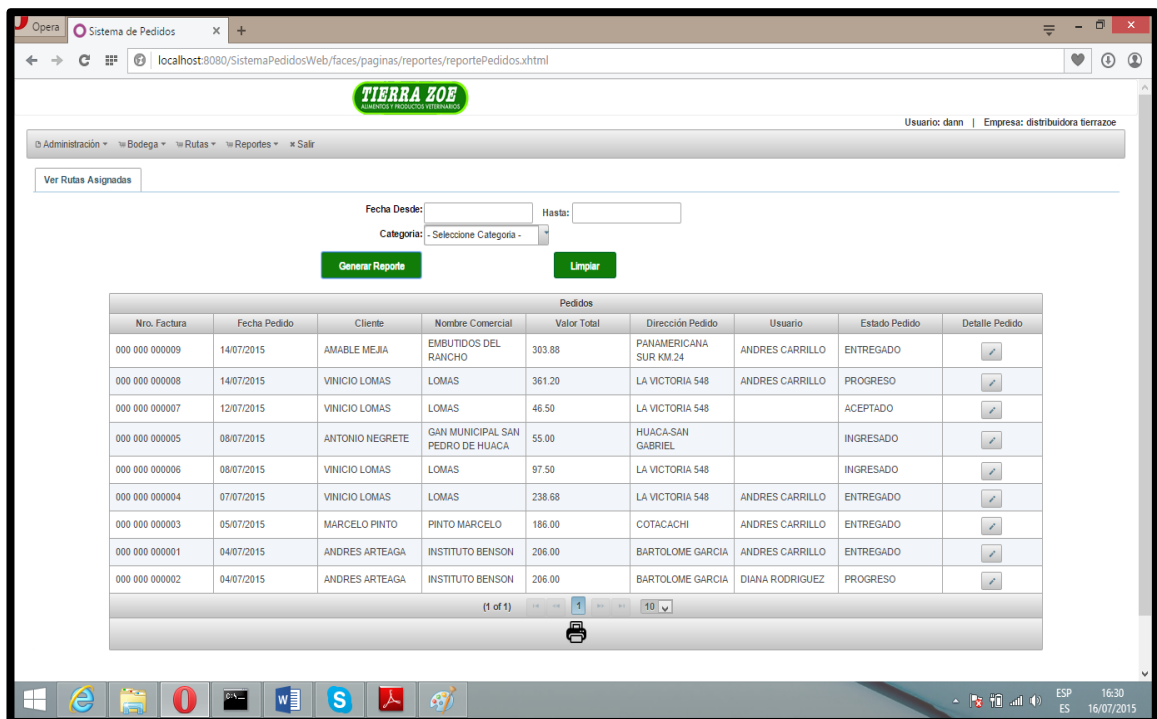 Opera
Sistema de Pedidos
localhost:8080/SistemaPedidosWeb/faces/paginas/reportes/reportePedidos.xhtml
TIERRA ZOE
ALIMENTOS Y PRODUCTOS VETERINARIOS
Usuario: dann | Empresa: distribuidora tierrazoe
Administración Bodega Rutas Reportes Salir
Ver Rutas Asignadas
Fecha Desde: Hasta:
Categoria: - Seleccione Categoria -
Generar Reporte Limpiar
Pedidos
Nro. Factura Fecha Pedido Cliente Nombre Comercial Valor Total Dirección Pedido Usuario Estado Pedido Detalle Pedido
000 000 000009 14/07/2015 AMABLE MEJIA EMBUTIDOS DEL RANCHO 303.88 PANAMERICANA SUR KM.24 ANDRES CARRILLO ENTREGADO
000 000 000008 14/07/2015 VINICIO LOMAS LOMAS 361.20 LA VICTORIA 548 ANDRES CARRILLO PROGRESO
000 000 000007 12/07/2015 VINICIO LOMAS LOMAS 46.50 LA VICTORIA 548 ACEPTADO
000 000 000005 08/07/2015 ANTONIO NEGRETE GAN MUNICIPAL SAN PEDRO DE HUACA 55.00 HUACA-SAN GABRIEL INGRESADO
000 000 000006 08/07/2015 VINICIO LOMAS LOMAS 97.50 LA VICTORIA 548 INGRESADO
000 000 000004 07/07/2015 VINICIO LOMAS LOMAS 238.68 LA VICTORIA 548 ANDRES CARRILLO ENTREGADO
000 000 000003 05/07/2015 MARCELO PINTO PINTO MARCELO 186.00 COTACACHI ANDRES CARRILLO ENTREGADO
000 000 000001 04/07/2015 ANDRES ARTEAGA INSTITUTO BENSON 206.00 BARTOLOME GARCIA ANDRES CARRILLO ENTREGADO
000 000 000002 04/07/2015 ANDRES ARTEAGA INSTITUTO BENSON 206.00 BARTOLOME GARCIA DIANA RODRIGUEZ PROGRESO
(1 of 1) 1 10
ESP 16:30
ES 16/07/2015